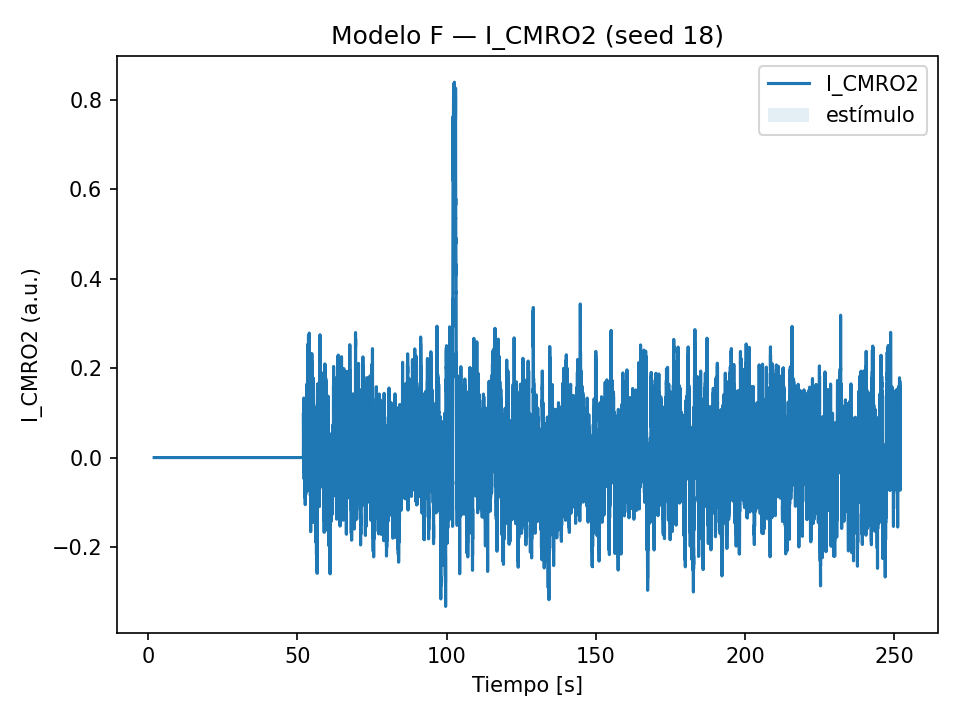 Modelo F — I_CMRO2 (seed 18)
I_CMRO2
estímulo
I_CMRO2 (a.u.)
0.8
0.6
0.4
0.2
0.0
−0.2
0 50 100 150 200 250
Tiempo [s]